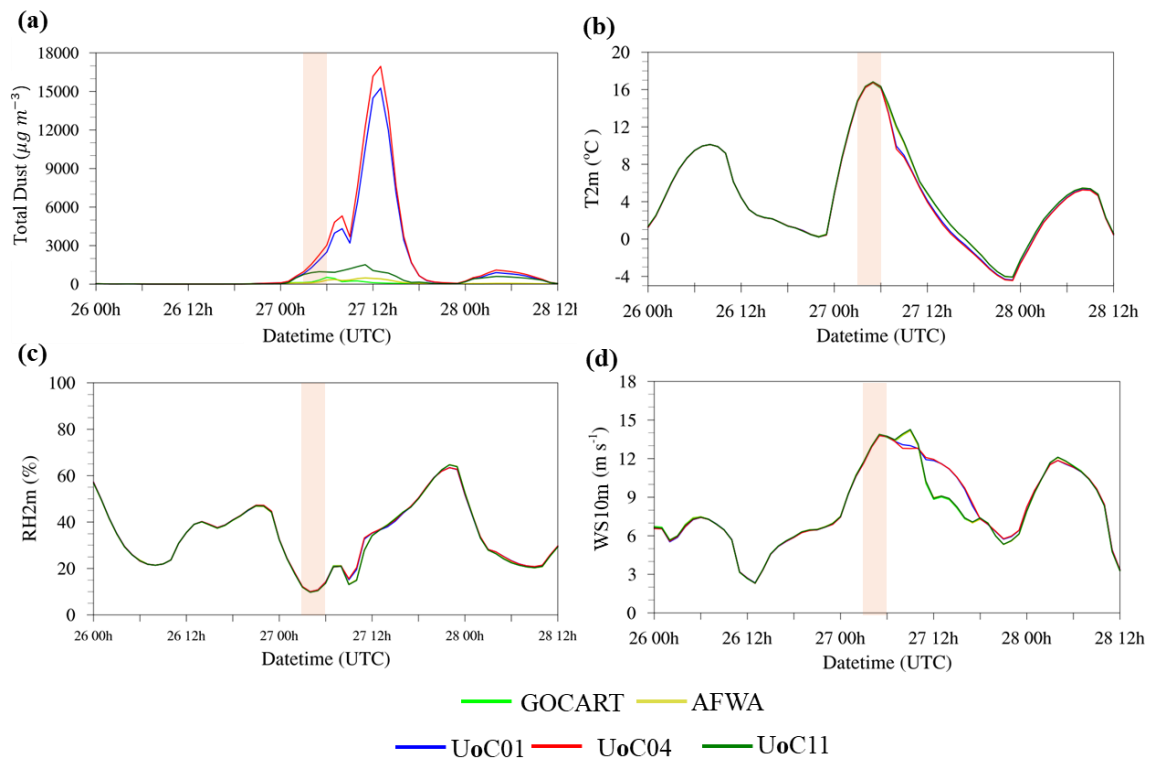 (a)
18000
15000
12000
9000
6000
3000
0
Total Dust (μg m⁻³)
26 00h 26 12h 27 00h 27 12h 28 00h 28 12h
Datetime (UTC)
(b)
20
16
12
8
4
0
-4
T2m (°C)
26 00h 26 12h 27 00h 27 12h 28 00h 28 12h
Datetime (UTC)
(c)
100
80
60
40
20
0
RH2m (%)
26 00h 26 12h 27 00h 27 12h 28 00h 28 12h
Datetime (UTC)
(d)
18
15
12
9
6
3
0
WS10m (m s⁻¹)
26 00h 26 12h 27 00h 27 12h 28 00h 28 12h
Datetime (UTC)
GOCART AFWA
UoC01 UoC04 UoC11